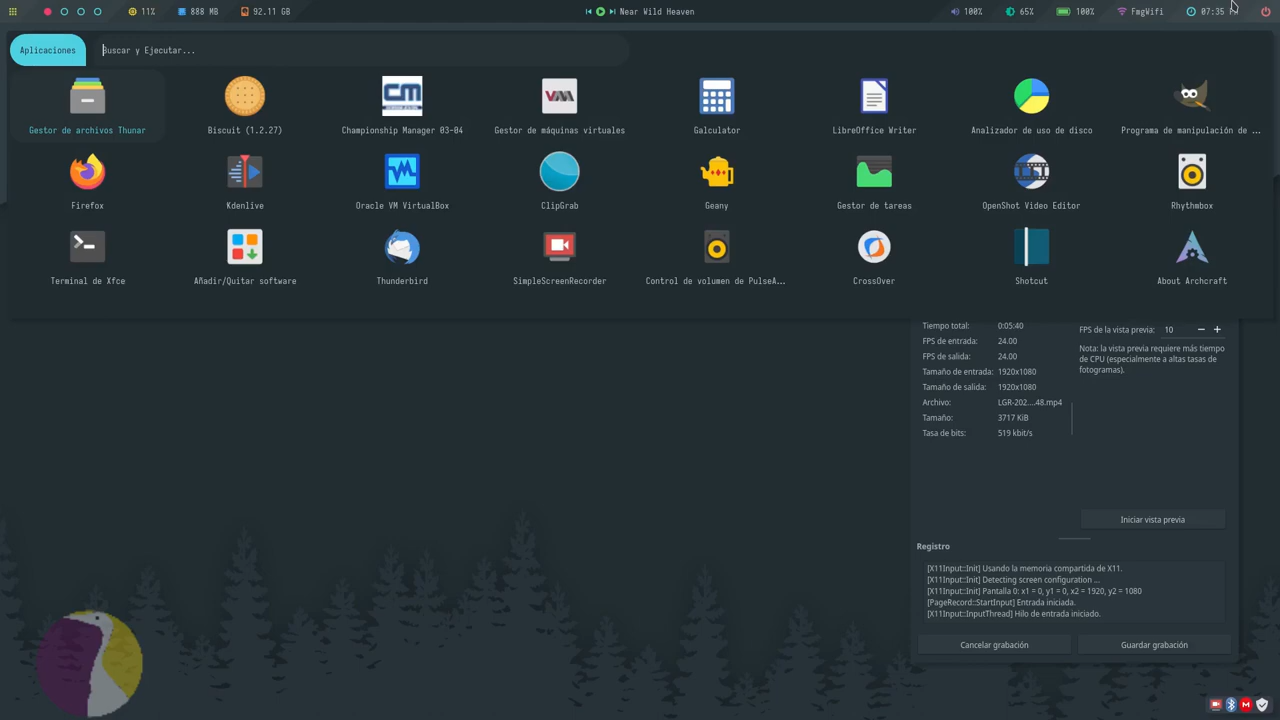 11% 888 MB 92.11 GB Near Wild Heaven 100% 65% 100% FmgWifi
Aplicaciones Buscar y Ejecutar...
Gestor de archivos Thunar Biscuit (1.2.27) Championship Manager 03-04 Gestor de máquinas virtuales Galculator LibreOffice Writer Analizador de uso de disco Programa de manipulación de ...
Firefox Kdenlive Oracle VM VirtualBox ClipGrab Geany Gestor de tareas OpenShot Video Editor Rhythmbox
Terminal de Xfce Añadir/Quitar software Thunderbird SimpleScreenRecorder Control de volumen de PulseA... CrossOver Shotcut About Archcraft
Tiempo total: 0:05:40
FPS de entrada: 24.00
FPS de salida: 24.00
Tamaño de entrada: 1920x1080
Tamaño de salida: 1920x1080
Archivo: LGR-202....48.mp4
Tamaño: 3717 KiB
Tasa de bits: 519 kbit/s
FPS de la vista previa: 10
Nota: la vista previa requiere más tiempo
de CPU (especialmente a altas tasas de
fotogramas).
Iniciar vista previa
Registro
[X11Input::Init] Usando la memoria compartida de X11.
[X11Input::Init] Detecting screen configuration ...
[X11Input::Init] Pantalla 0: x1 = 0, y1 = 0, x2 = 1920, y2 = 1080
[PageRecord::StartInput] Entrada iniciada.
[X11Input::InputThread] Hilo de entrada iniciado.
Cancelar grabación Guardar grabación